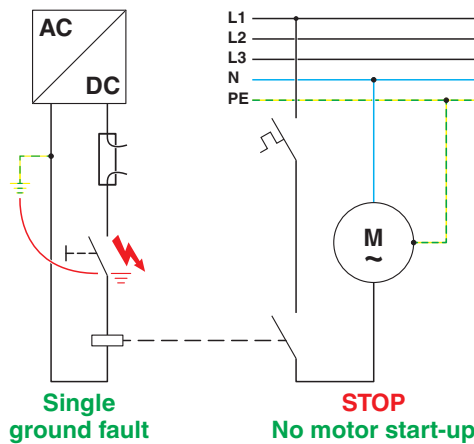 AC
DC
L1
L2
L3
N
PE
M
~
Single
ground fault
STOP
No motor start-up